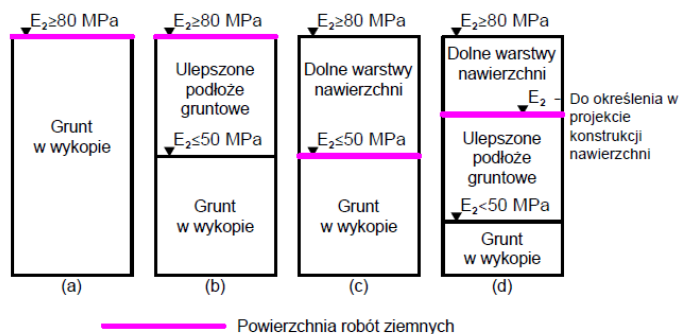 E₂≥80 MPa
Grunt
w wykopie
(a)
E₂≥80 MPa
Ulepszone
podłoże
gruntowe
E₂≤50 MPa
Grunt
w wykopie
(b)
E₂≥80 MPa
Dolne warstwy
nawierzchni
E₂≤50 MPa
Grunt
w wykopie
(c)
E₂≥80 MPa
Dolne warstwy
nawierzchni
E₂ – Do określenia w
projekcie
konstrukcji
nawierzchni
Ulepszone
podłoże
gruntowe
E₂<50 MPa
Grunt
w wykopie
(d)
Powierzchnia robót ziemnych